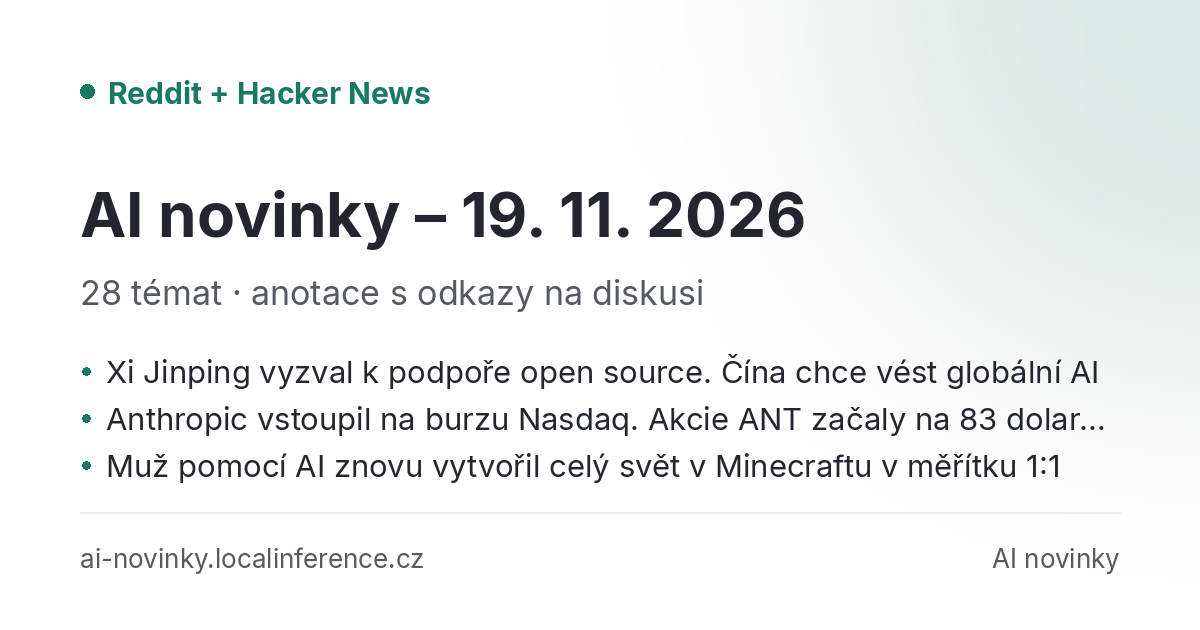 Reddit + Hacker News
AI novinky – 19. 11. 2026
28 témat · anotace s odkazy na diskusi
• Xi Jinping vyzval k podpoře open source. Čína chce vést globální AI
• Anthropic vstoupil na burzu Nasdaq. Akcie ANT začaly na 83 dolar...
• Muž pomocí AI znovu vytvořil celý svět v Minecraftu v měřítku 1:1
ai-novinky.localinference.cz
AI novinky